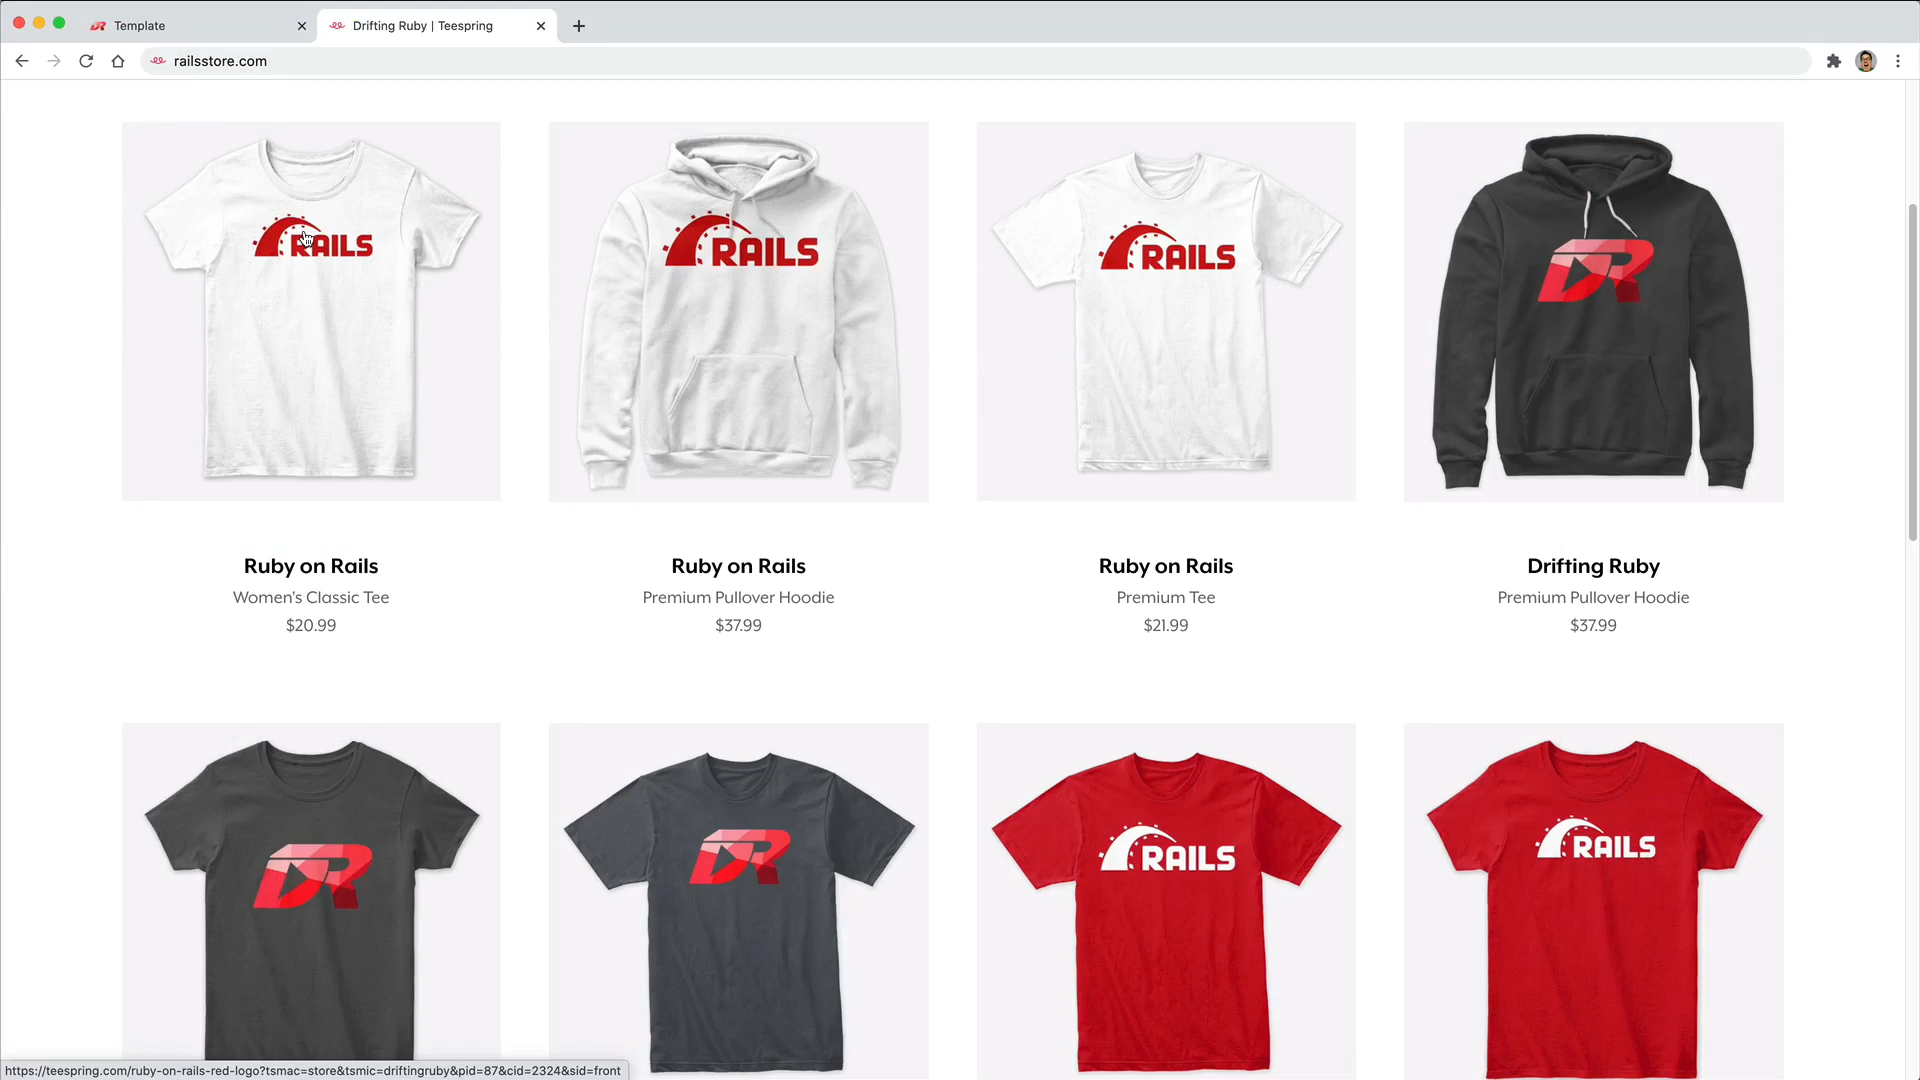 Template
Drifting Ruby | Teespring
railsstore.com
RAILS
RAILS
RAILS
DR
Ruby on Rails
Women's Classic Tee
$20.99
Ruby on Rails
Premium Pullover Hoodie
$37.99
Ruby on Rails
Premium Tee
$21.99
Drifting Ruby
Premium Pullover Hoodie
$37.99
DR
DR
RAILS
RAILS
https://teespring.com/ruby-on-rails-red-logo?tsmac=store&tsmic=driftingruby&pid=87&cid=2324&sid=front